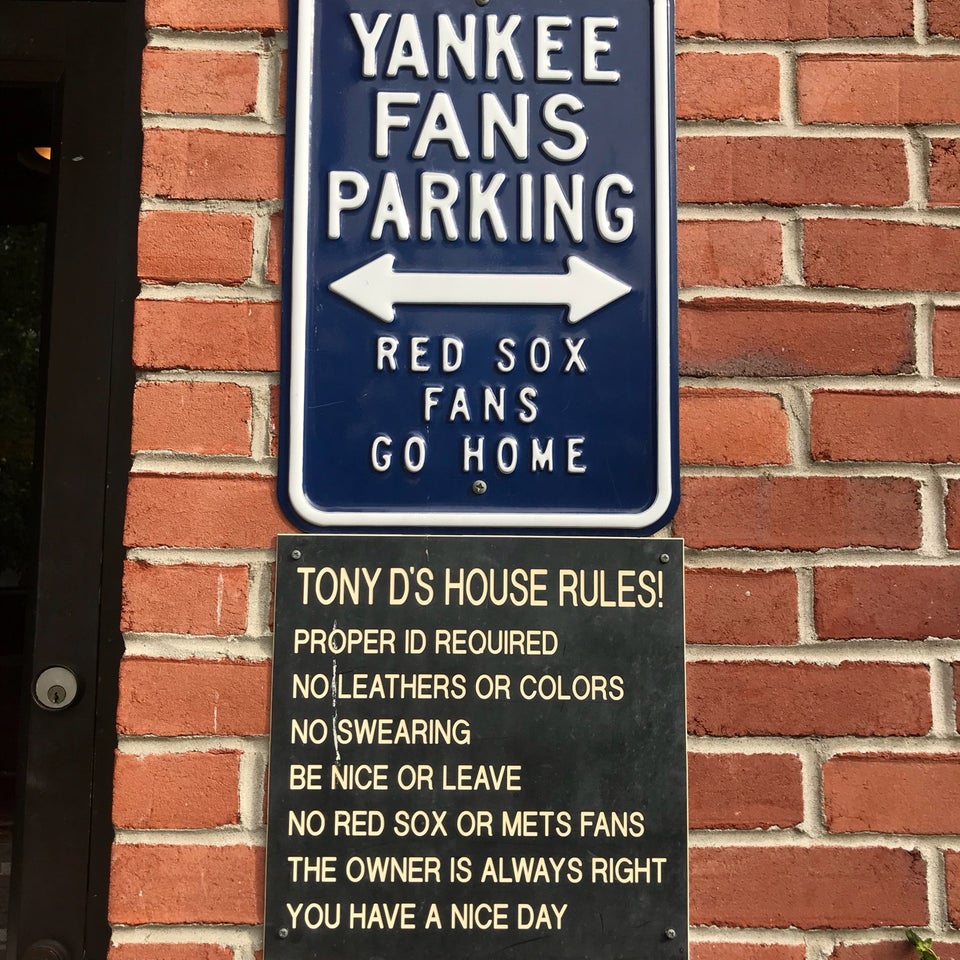 YANKEE
FANS
PARKING
RED SOX
FANS
GO HOME
TONY D'S HOUSE RULES!
PROPER ID REQUIRED
NO LEATHERS OR COLORS
NO SWEARING
BE NICE OR LEAVE
NO RED SOX OR METS FANS
THE OWNER IS ALWAYS RIGHT
YOU HAVE A NICE DAY